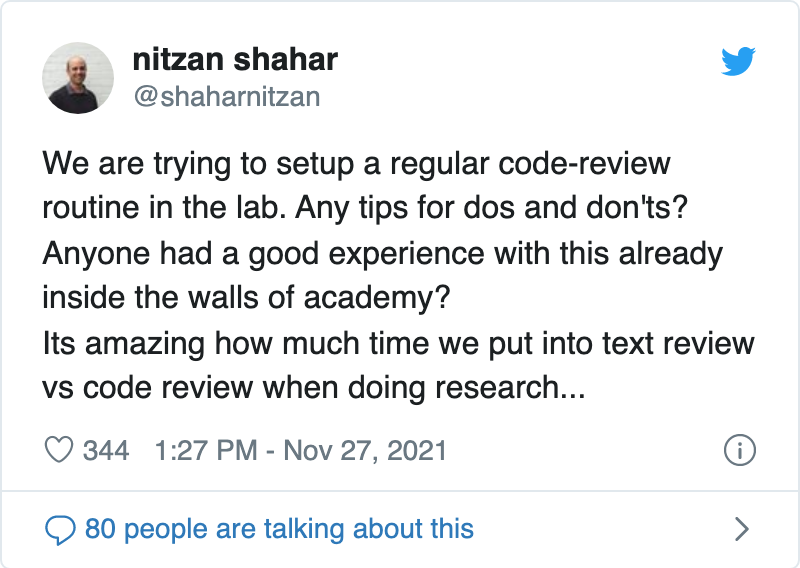 nitzan shahar
@shaharnitzan
We are trying to setup a regular code-review
routine in the lab. Any tips for dos and don'ts?
Anyone had a good experience with this already
inside the walls of academy?
Its amazing how much time we put into text review
vs code review when doing research...
344 1:27 PM - Nov 27, 2021
80 people are talking about this